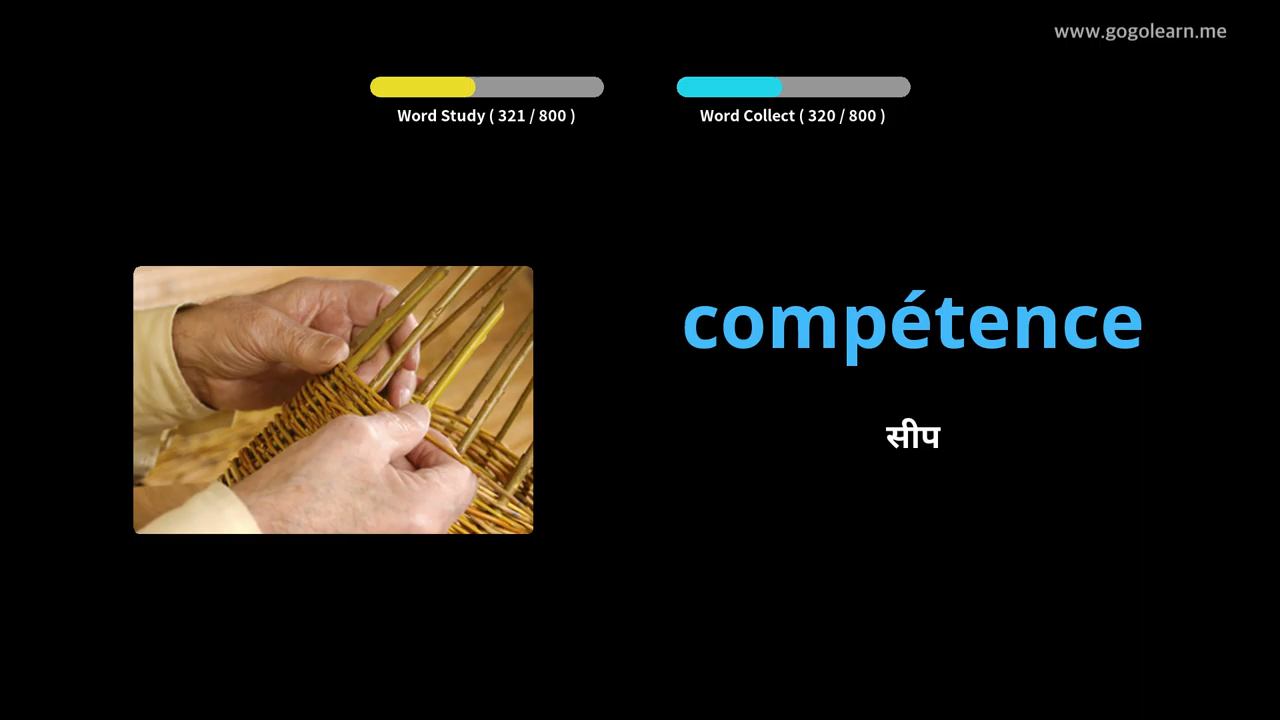 www.gogolearn.me
Word Study ( 321 / 800 )
Word Collect ( 320 / 800 )
compétence
सीप